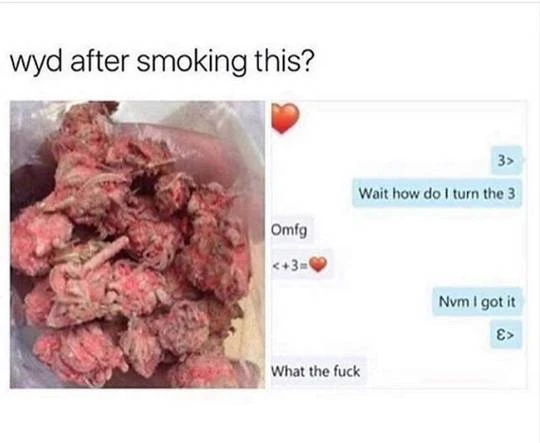 wyd after smoking this?
3>
Wait how do I turn the 3
Omfg
<+3=❤️
Nvm I got it
Ɛ>
What the fuck